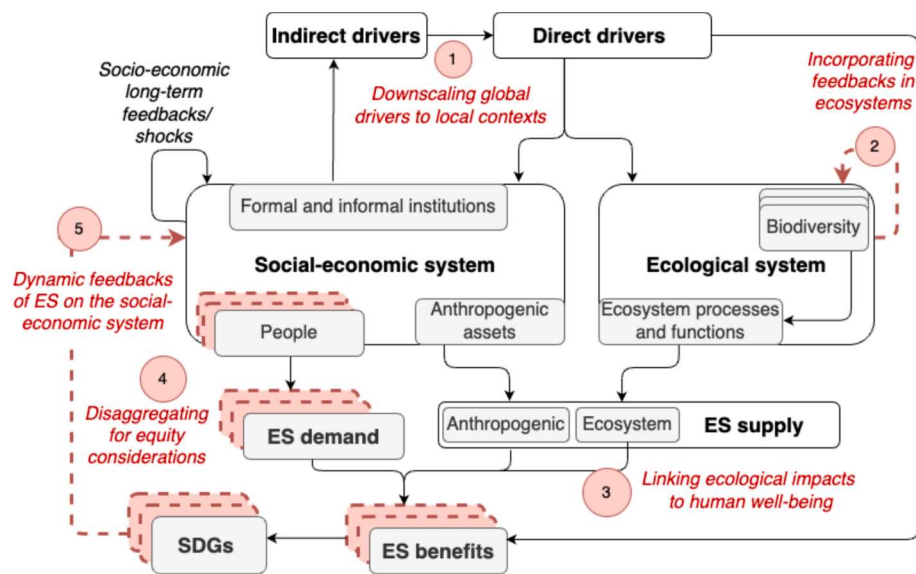 Indirect drivers
Direct drivers
1
Downscaling global
drivers to local contexts
Incorporating
feedbacks in
ecosystems
2
Socio-economic
long-term
feedbacks/
shocks
Formal and informal institutions
Biodiversity
5
Dynamic feedbacks
of ES on the social-
economic system
Social-economic system
Ecological system
People
Anthropogenic
assets
Ecosystem processes
and functions
4
Disaggregating
for equity
considerations
ES demand
Anthropogenic
Ecosystem
ES supply
3
Linking ecological impacts
to human well-being
SDGs
ES benefits